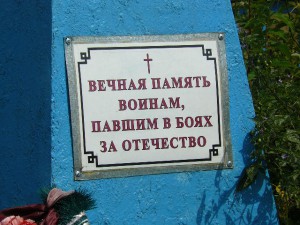 ВЕЧНАЯ ПАМЯТЬ
ВОИНАМ,
ПАВШИМ В БОЯХ
ЗА ОТЕЧЕСТВО